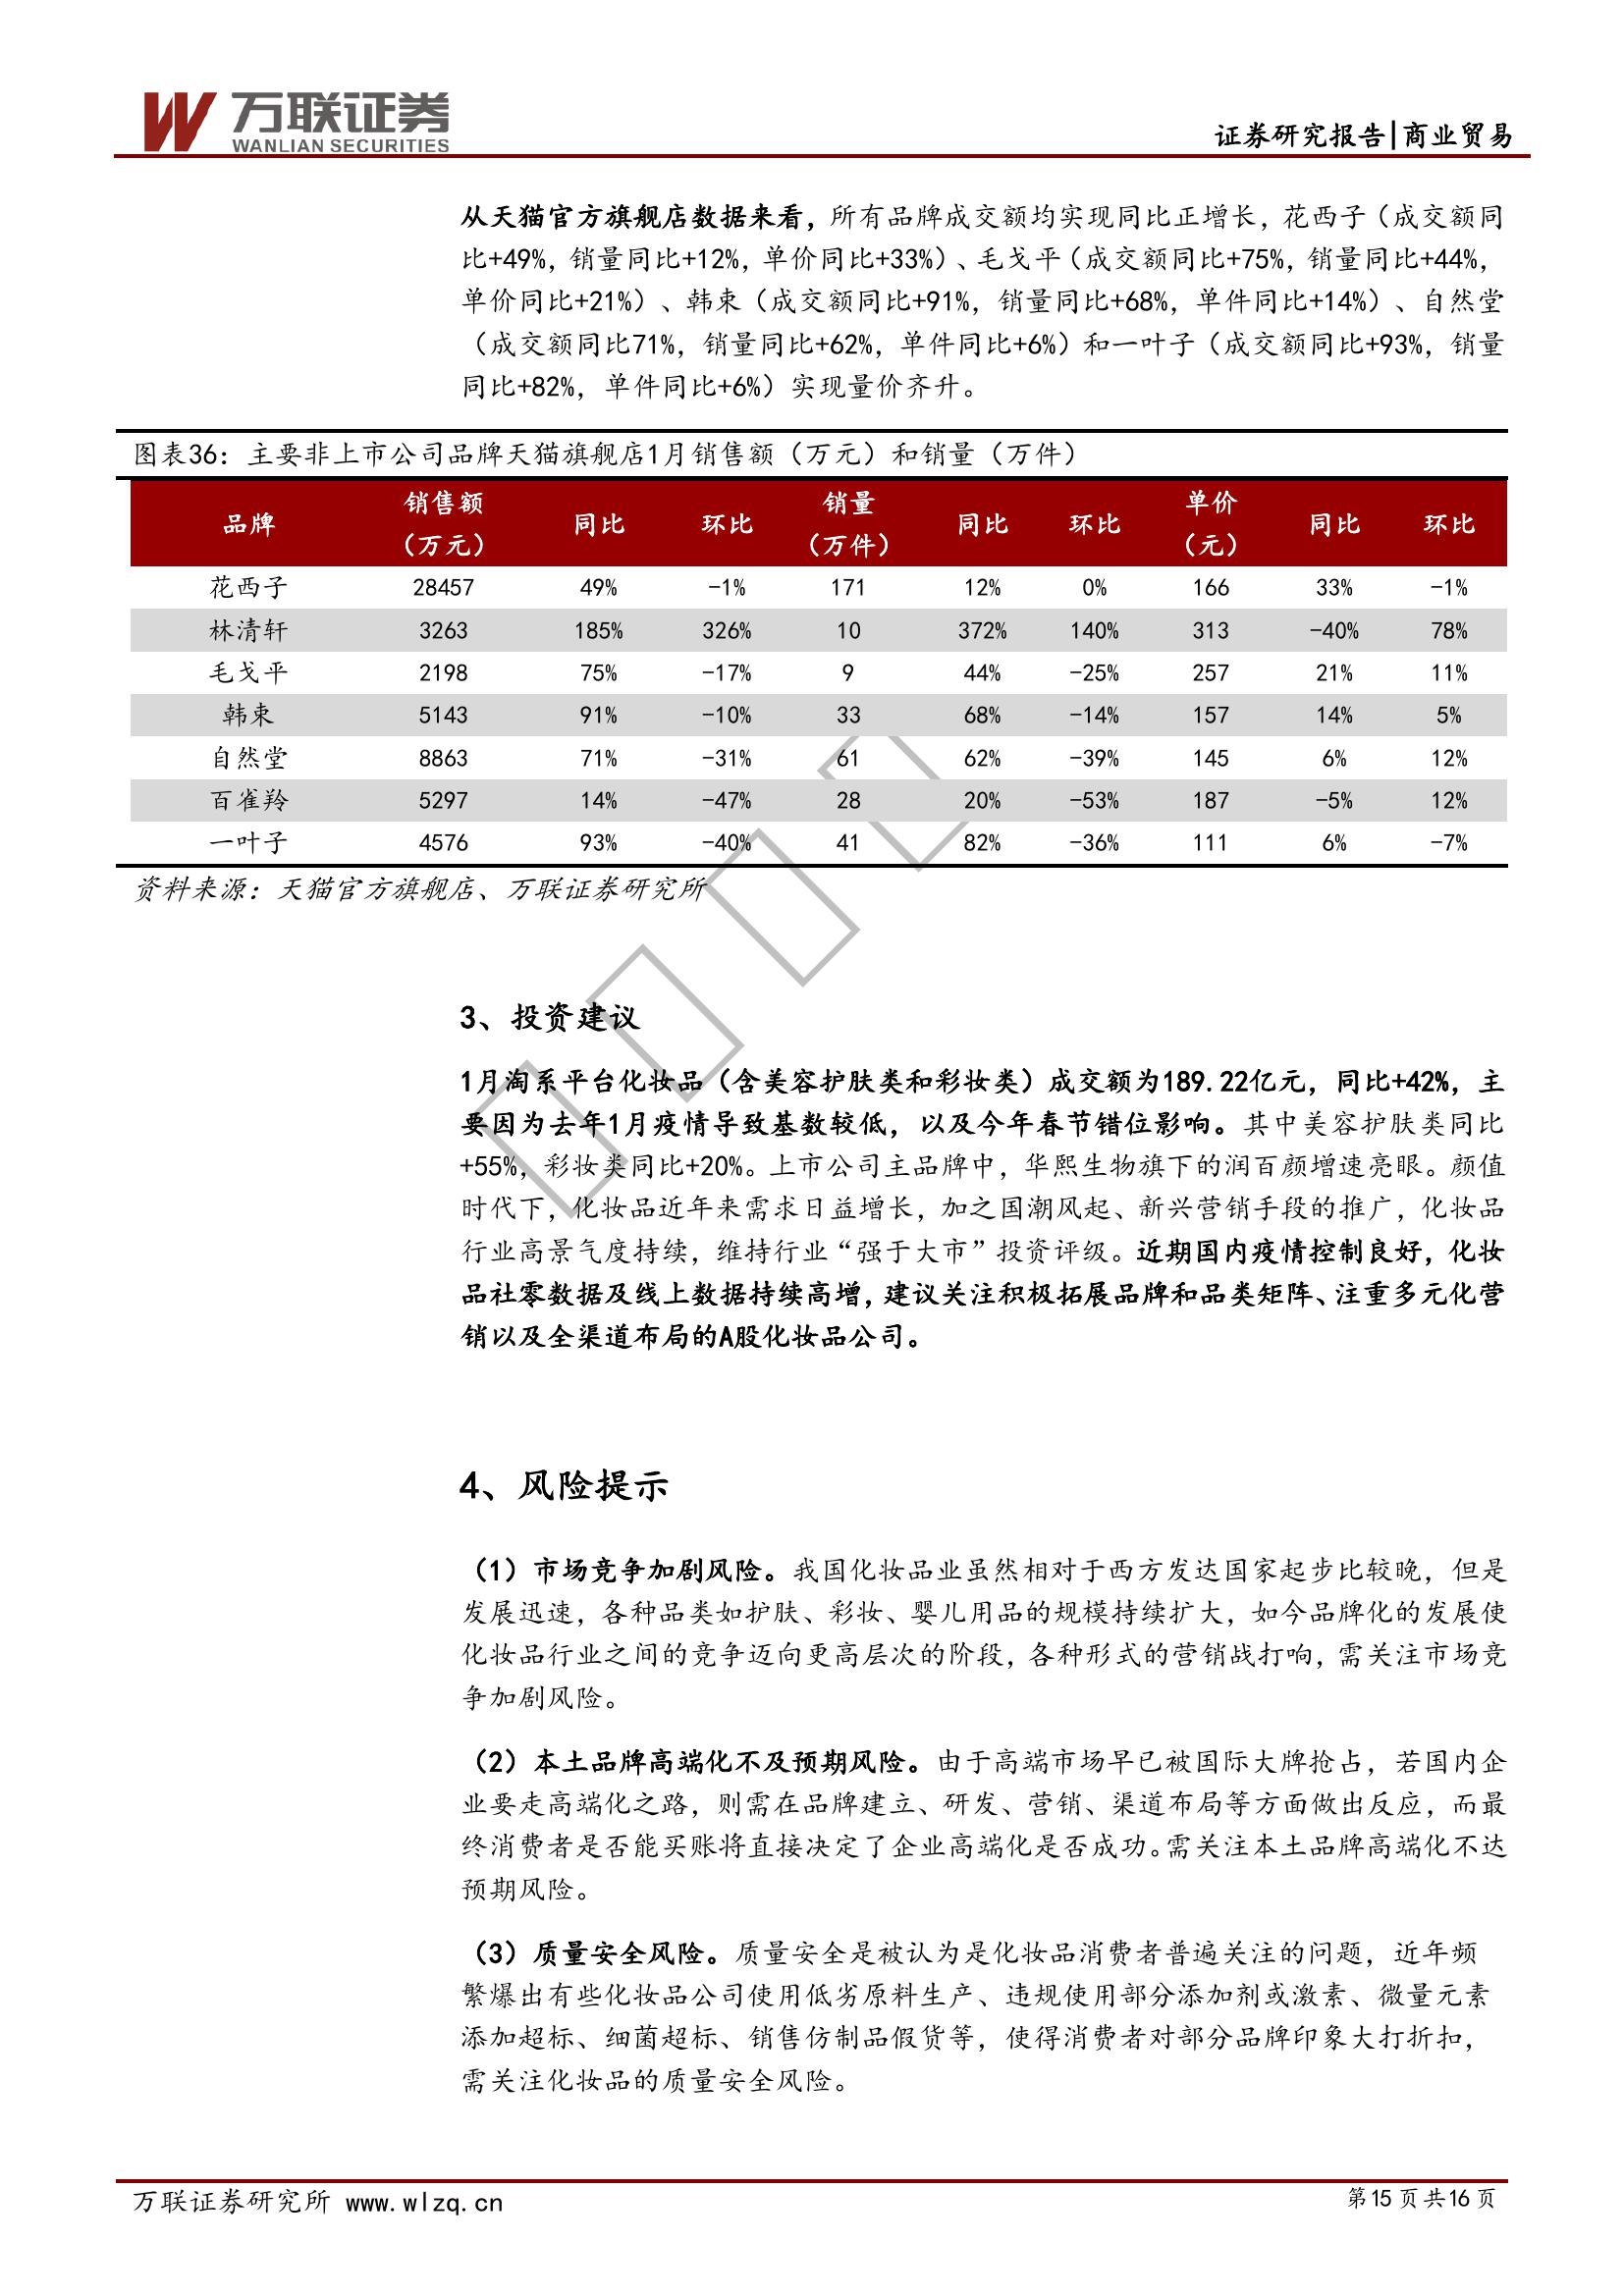 万联证券
WANLIAN SECURITIES
证券研究报告|商业贸易
从天猫官方旗舰店数据来看，所有品牌成交额均实现同比正增长，花西子（成交额同
比+49%，销量同比+12%，单价同比+33%）、毛戈平（成交额同比+75%，销量同比+44%，
单价同比+21%）、韩束（成交额同比+91%，销量同比+68%，单件同比+14%）、自然堂
（成交额同比71%，销量同比+62%，单件同比+6%）和一叶子（成交额同比+93%，销量
同比+82%，单件同比+6%）实现量价齐升。
图表36：主要非上市公司品牌天猫旗舰店1月销售额（万元）和销量（万件）
品牌 销售额（万元） 同比 环比 销量（万件） 同比 环比 单价（元） 同比 环比
花西子 28457 49% -1% 171 12% 0% 166 33% -1%
林清轩 3263 185% 326% 10 372% 140% 313 -40% 78%
毛戈平 2198 75% -17% 9 44% -25% 257 21% 11%
韩束 5143 91% -10% 33 68% -14% 157 14% 5%
自然堂 8863 71% -31% 61 62% -39% 145 6% 12%
百雀羚 5297 14% -47% 28 20% -53% 187 -5% 12%
一叶子 4576 93% -40% 41 82% -36% 111 6% -7%
资料来源：天猫官方旗舰店、万联证券研究所
3、投资建议
1月淘系平台化妆品（含美容护肤类和彩妆类）成交额为189.22亿元，同比+42%，主
要因为去年1月疫情导致基数较低，以及今年春节错位影响。其中美容护肤类同比
+55%，彩妆类同比+20%。上市公司主品牌中，华熙生物旗下的润百颜增速亮眼。颜值
时代下，化妆品近年来需求日益增长，加之国潮风起、新兴营销手段的推广，化妆品
行业高景气度持续，维持行业“强于大市”投资评级。近期国内疫情控制良好，化妆
品社零数据及线上数据持续高增，建议关注积极拓展品牌和品类矩阵、注重多元化营
销以及全渠道布局的A股化妆品公司。
4、风险提示
（1）市场竞争加剧风险。我国化妆品业虽然相对于西方发达国家起步比较晚，但是
发展迅速，各种品类如护肤、彩妆、婴儿用品的规模持续扩大，如今品牌化的发展使
化妆品行业之间的竞争迈向更高层次的阶段，各种形式的营销战打响，需关注市场竞
争加剧风险。
（2）本土品牌高端化不及预期风险。由于高端市场早已被国际大牌抢占，若国内企
业要走高端化之路，则需在品牌建立、研发、营销、渠道布局等方面做出反应，而最
终消费者是否能买账将直接决定了企业高端化是否成功。需关注本土品牌高端化不达
预期风险。
（3）质量安全风险。质量安全是被认为是化妆品消费者普遍关注的问题，近年频
繁爆出有些化妆品公司使用低劣原料生产、违规使用部分添加剂或激素、微量元素
添加超标、细菌超标、销售仿制品假货等，使得消费者对部分品牌印象大打折扣，
需关注化妆品的质量安全风险。
万联证券研究所 www.wlzq.cn
第15页共16页